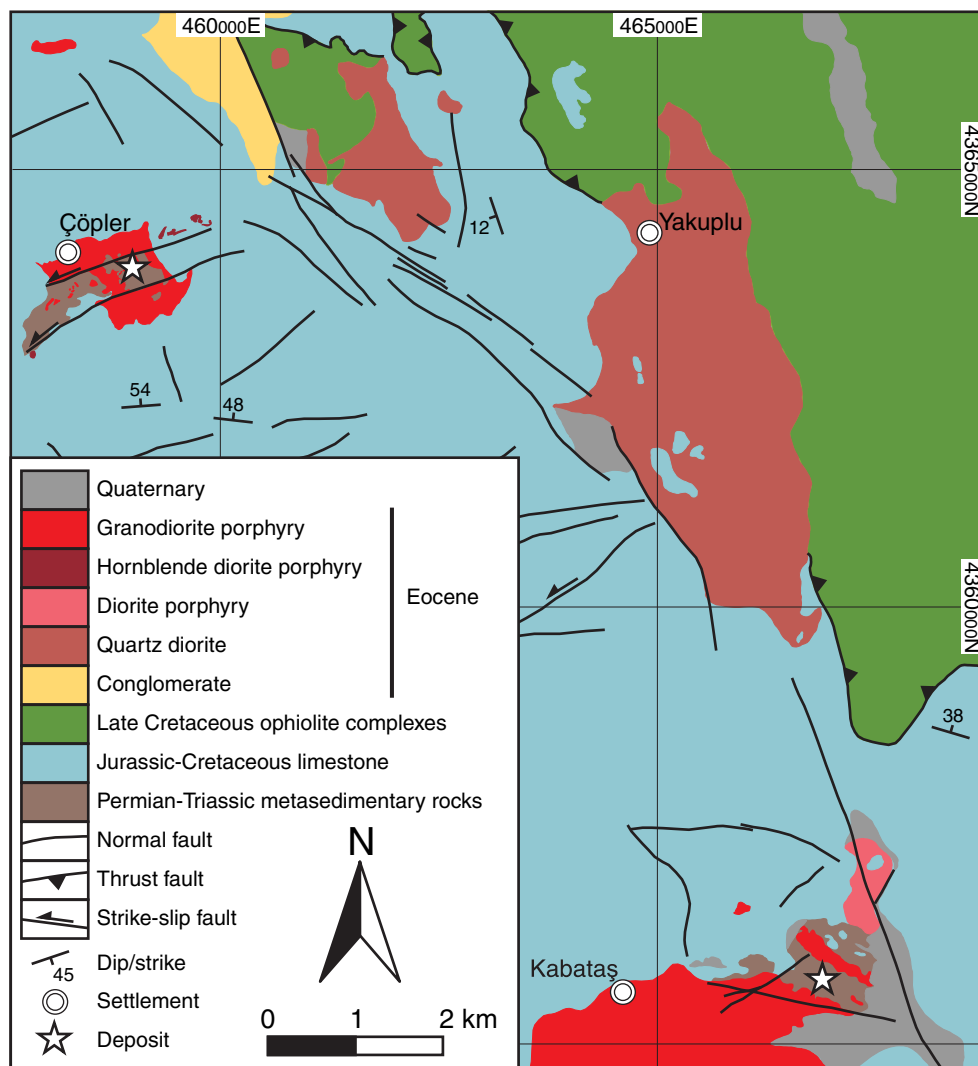 460000E
465000E
4365000N
Çöpler
Yakuplu
12
54
48
4360000N
38
Quaternary
Granodiorite porphyry
Hornblende diorite porphyry
Diorite porphyry
Eocene
Quartz diorite
Conglomerate
Late Cretaceous ophiolite complexes
Jurassic-Cretaceous limestone
Permian-Triassic metasedimentary rocks
Normal fault
Thrust fault
Strike-slip fault
45
Dip/strike
Settlement
Deposit
N
0 1 2 km
Kabataş